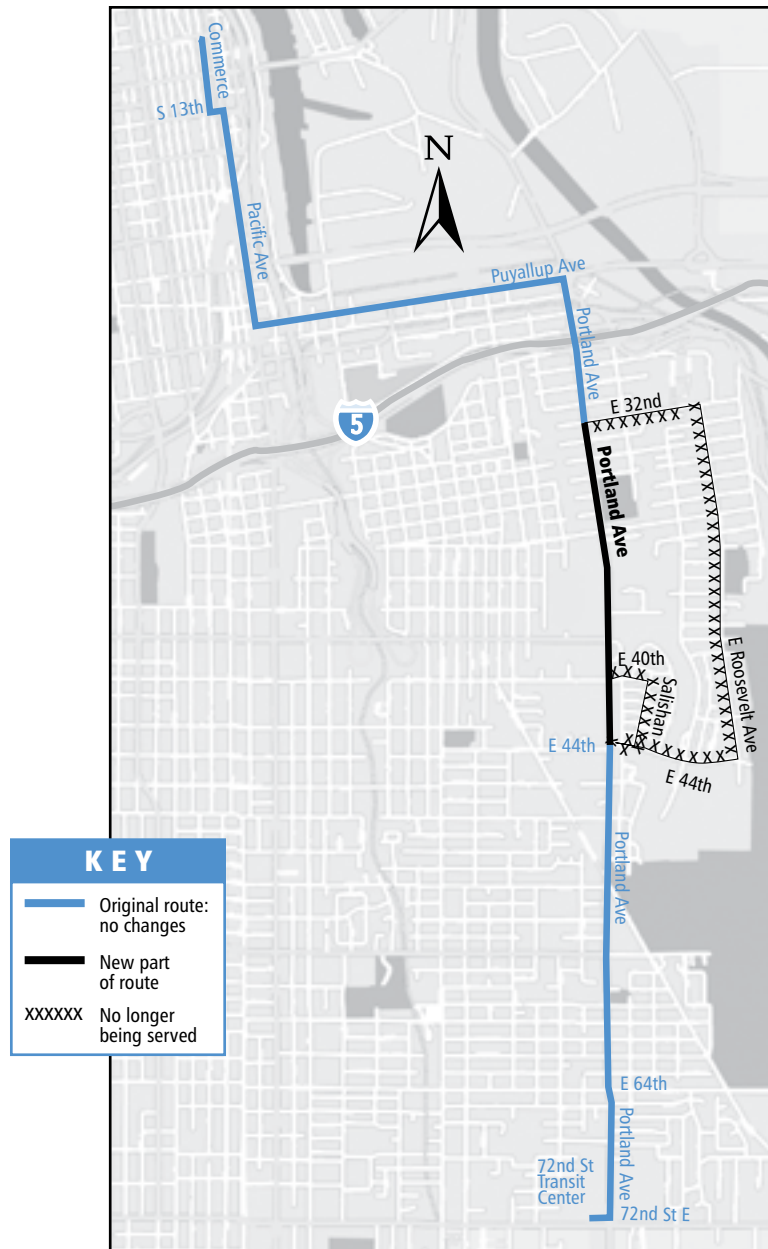 Commerce
S 13th
N
Pacific Ave
Puyallup Ave
Portland Ave
E 32nd
5
Portland Ave
E 40th
Salishan
E Roosevelt Ave
E 44th
E 44th
KEY
Original route:
no changes
New part
of route
XXXXXX No longer
being served
Portland Ave
E 64th
Portland Ave
72nd St
Transit
Center
72nd St E